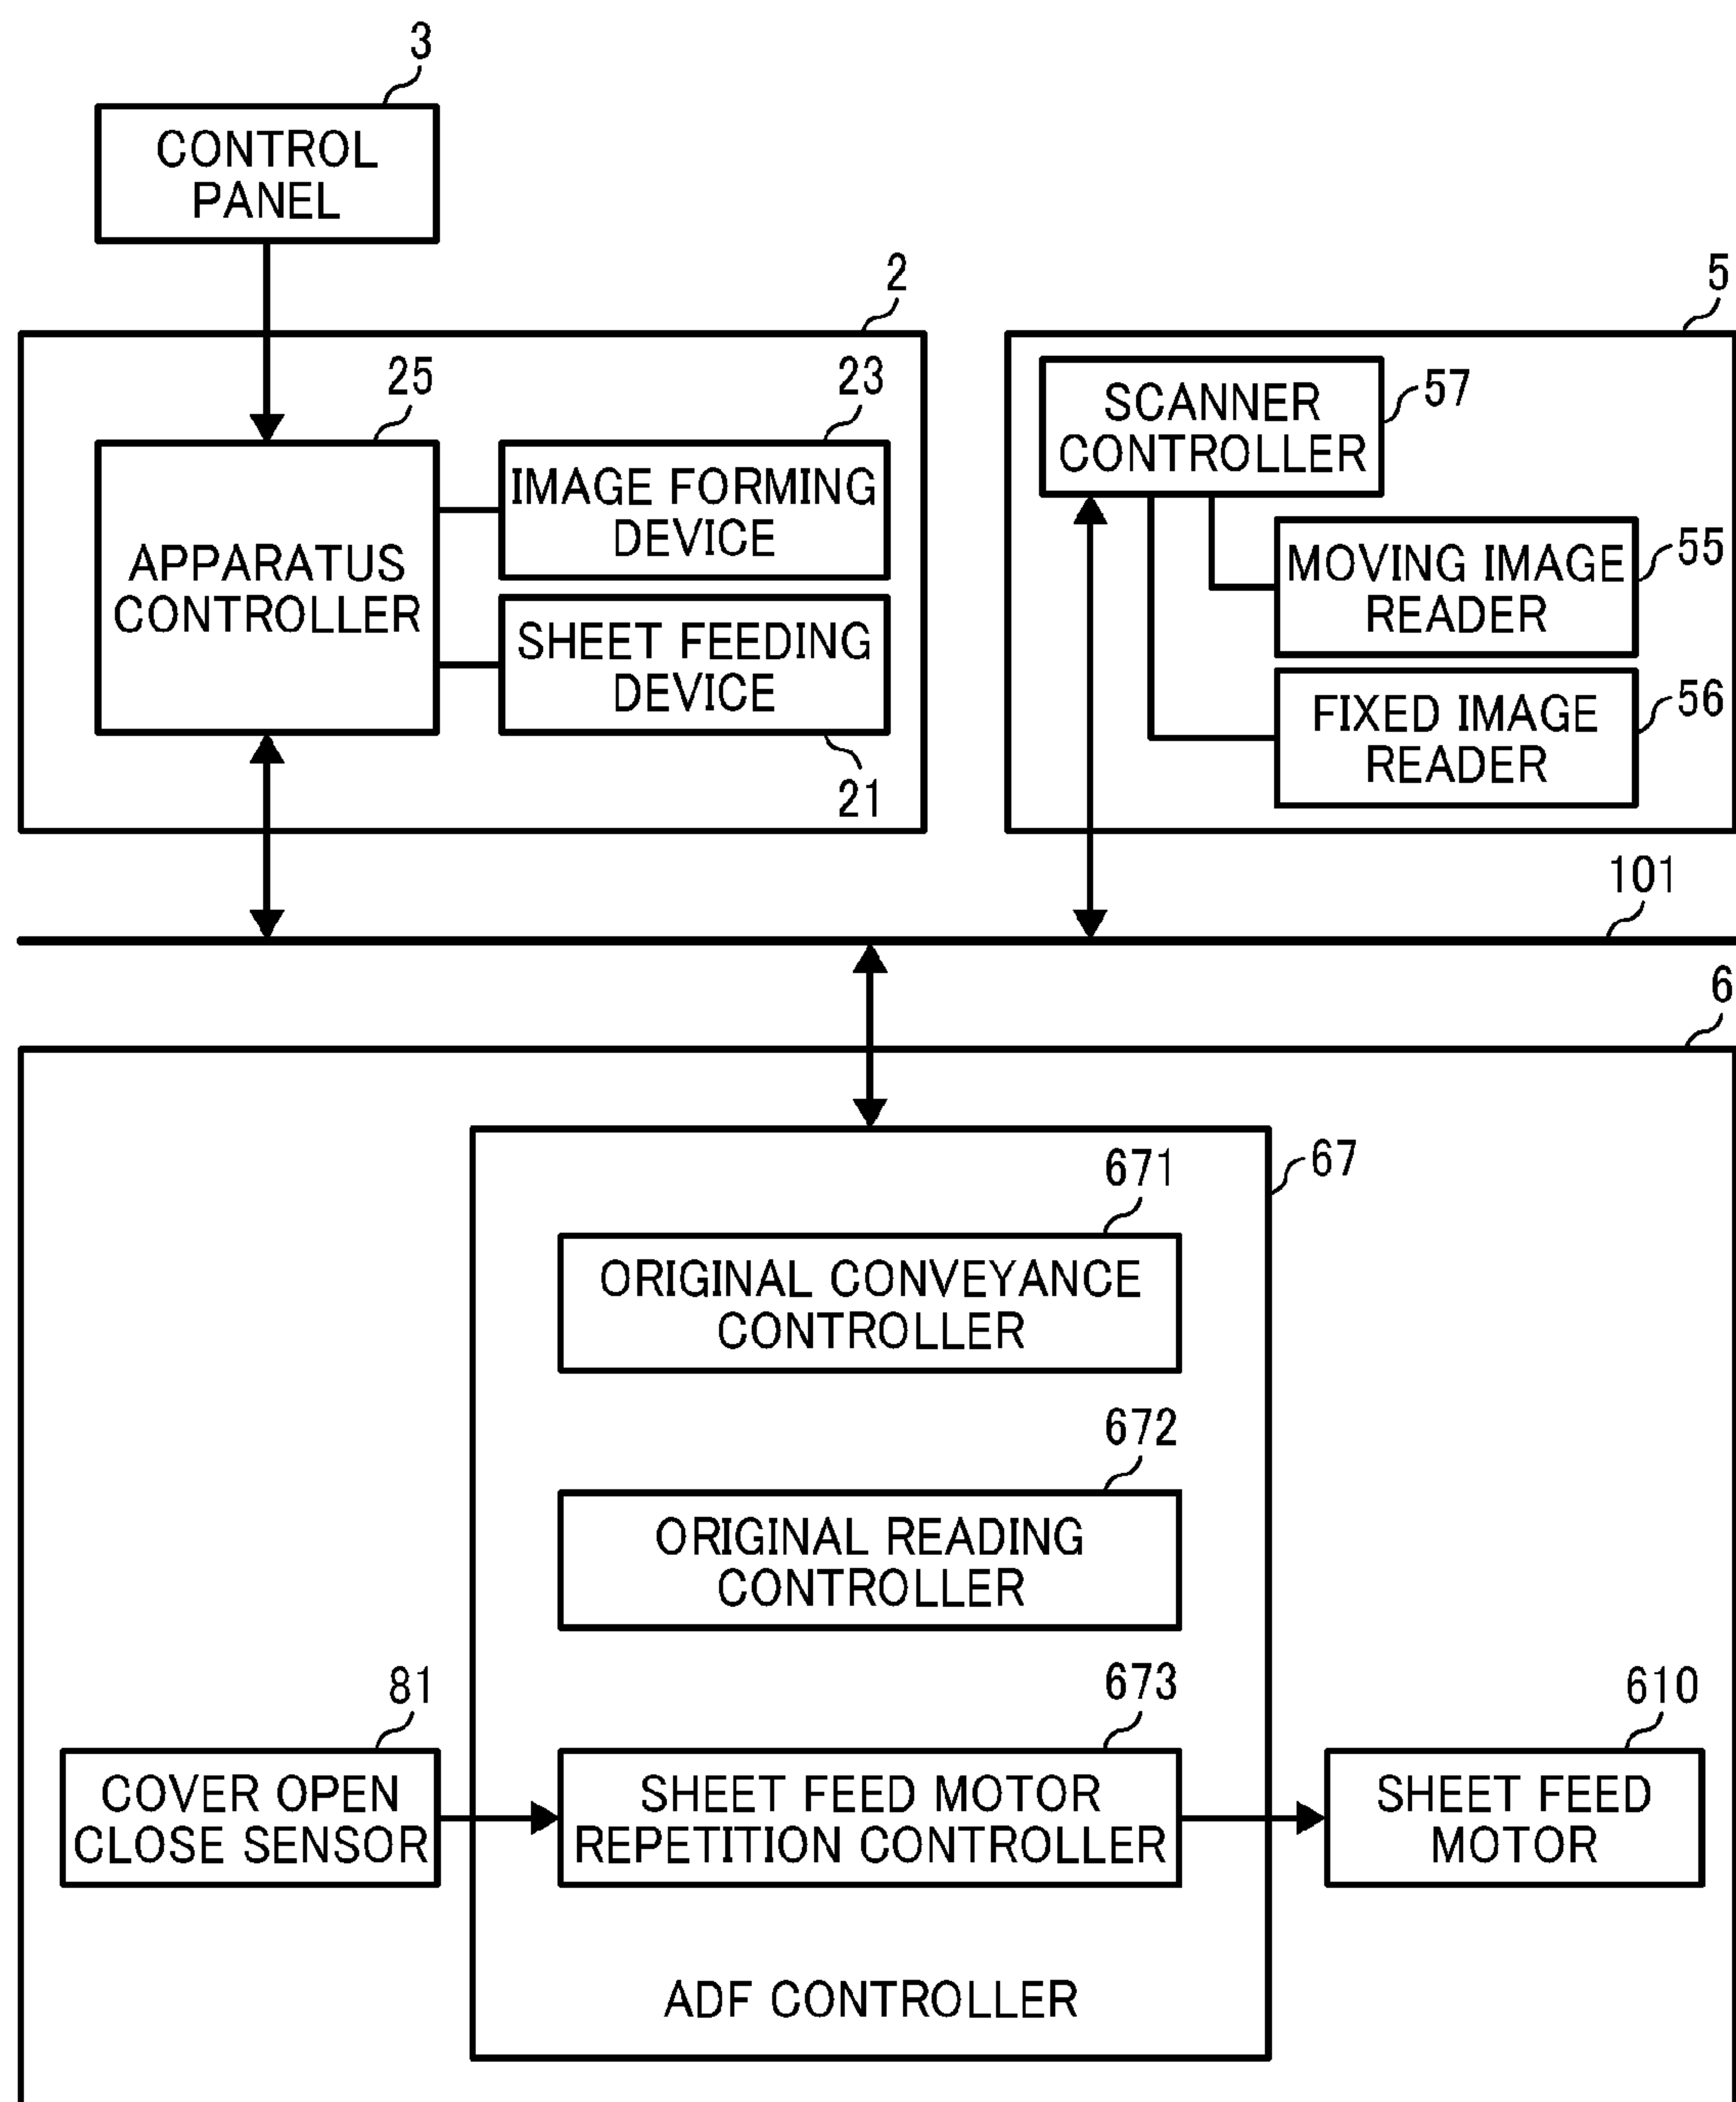 3
CONTROL
PANEL
2
5
25
23
SCANNER
CONTROLLER
57
IMAGE FORMING
DEVICE
APPARATUS
CONTROLLER
MOVING IMAGE
READER
55
SHEET FEEDING
DEVICE
FIXED IMAGE
READER
56
21
101
6
67
671
ORIGINAL CONVEYANCE
CONTROLLER
672
ORIGINAL READING
CONTROLLER
81
673
610
COVER OPEN
CLOSE SENSOR
SHEET FEED MOTOR
REPETITION CONTROLLER
SHEET FEED
MOTOR
ADF CONTROLLER